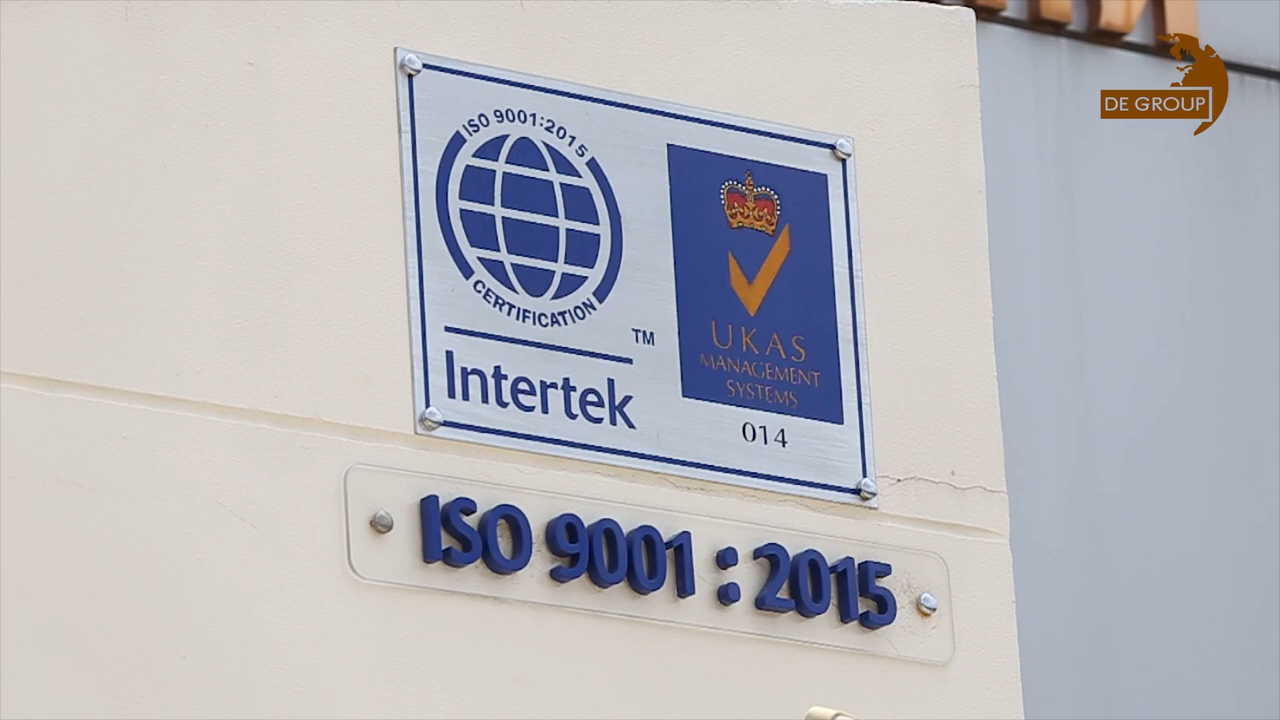 DE GROUP
ISO 9001:2015
CERTIFICATION
TM
Intertek
UKAS
MANAGEMENT
SYSTEMS
014
ISO 9001 : 2015